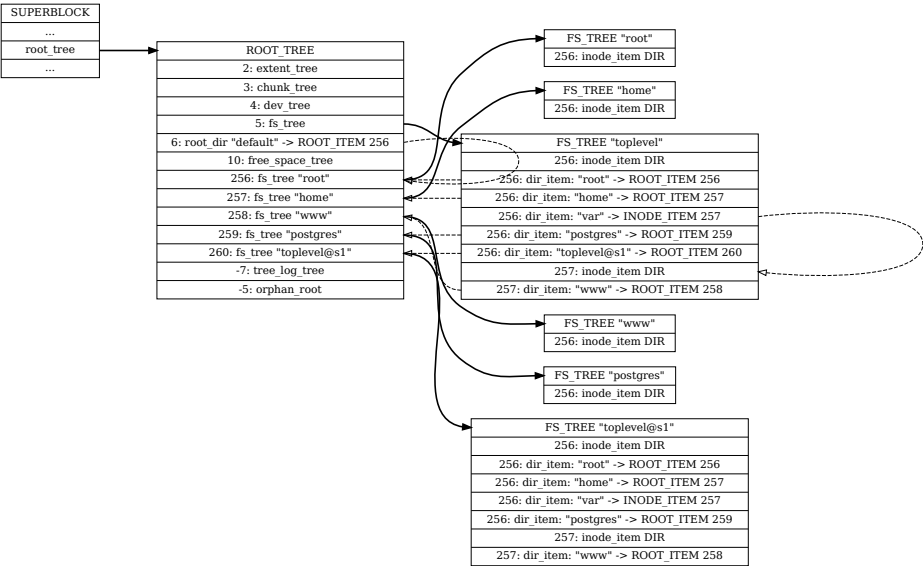 SUPERBLOCK
...
root_tree
...
ROOT_TREE
2: extent_tree
3: chunk_tree
4: dev_tree
5: fs_tree
6: root_dir "default" -> ROOT_ITEM 256
10: free_space_tree
256: fs_tree "root"
257: fs_tree "home"
258: fs_tree "www"
259: fs_tree "postgres"
260: fs_tree "toplevel@s1"
-7: tree_log_tree
-5: orphan_root
FS_TREE "root"
256: inode_item DIR
FS_TREE "home"
256: inode_item DIR
FS_TREE "toplevel"
256: inode_item DIR
256: dir_item: "root" -> ROOT_ITEM 256
256: dir_item: "home" -> ROOT_ITEM 257
256: dir_item: "var" -> INODE_ITEM 257
256: dir_item: "postgres" -> ROOT_ITEM 259
256: dir_item: "toplevel@s1" -> ROOT_ITEM 260
257: inode_item DIR
257: dir_item: "www" -> ROOT_ITEM 258
FS_TREE "www"
256: inode_item DIR
FS_TREE "postgres"
256: inode_item DIR
FS_TREE "toplevel@s1"
256: inode_item DIR
256: dir_item: "root" -> ROOT_ITEM 256
256: dir_item: "home" -> ROOT_ITEM 257
256: dir_item: "var" -> INODE_ITEM 257
256: dir_item: "postgres" -> ROOT_ITEM 259
257: inode_item DIR
257: dir_item: "www" -> ROOT_ITEM 258